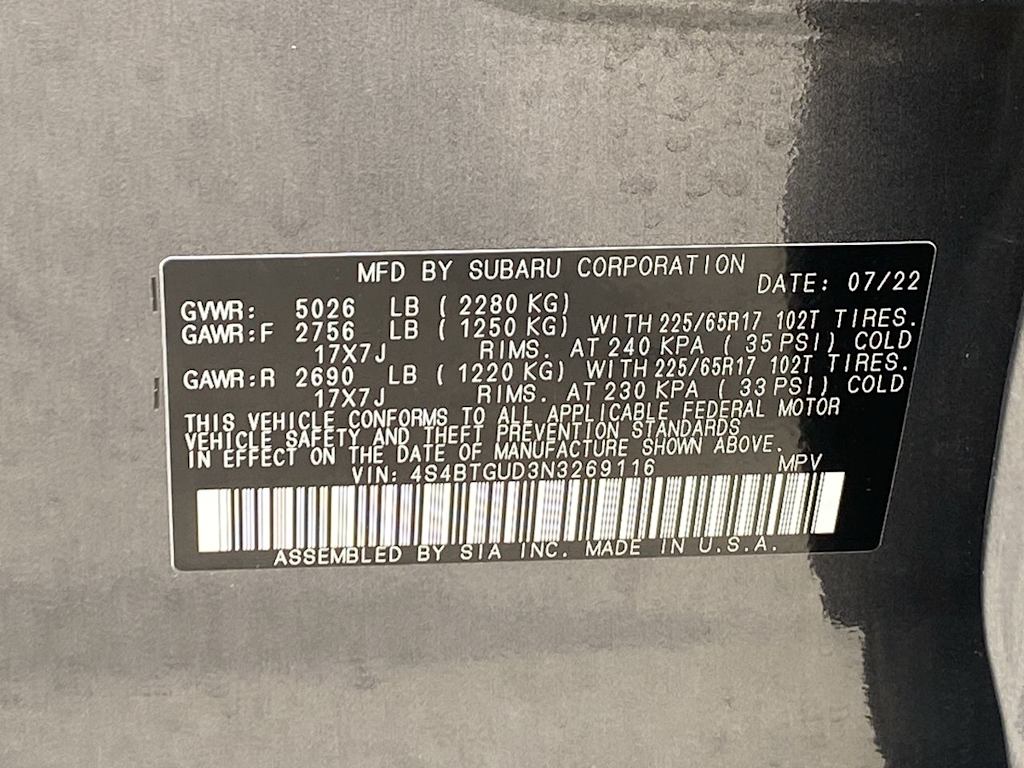 MFD BY SUBARU CORPORATION
DATE: 07/22
GVWR: 5026 LB ( 2280 KG)
GAWR:F 2756 LB ( 1250 KG) WITH 225/65R17 102T TIRES.
17X7J RIMS. AT 240 KPA ( 35 PSI) COLD
GAWR:R 2690 LB ( 1220 KG) WITH 225/65R17 102T TIRES.
17X7J RIMS. AT 230 KPA ( 33 PSI) COLD
THIS VEHICLE CONFORMS TO ALL APPLICABLE FEDERAL MOTOR
VEHICLE SAFETY AND THEFT PREVENTION STANDARDS
IN EFFECT ON THE DATE OF MANUFACTURE SHOWN ABOVE.
VIN: 4S4BTGUD3N3269116 MPV
ASSEMBLED BY SIA INC. MADE IN U.S.A.